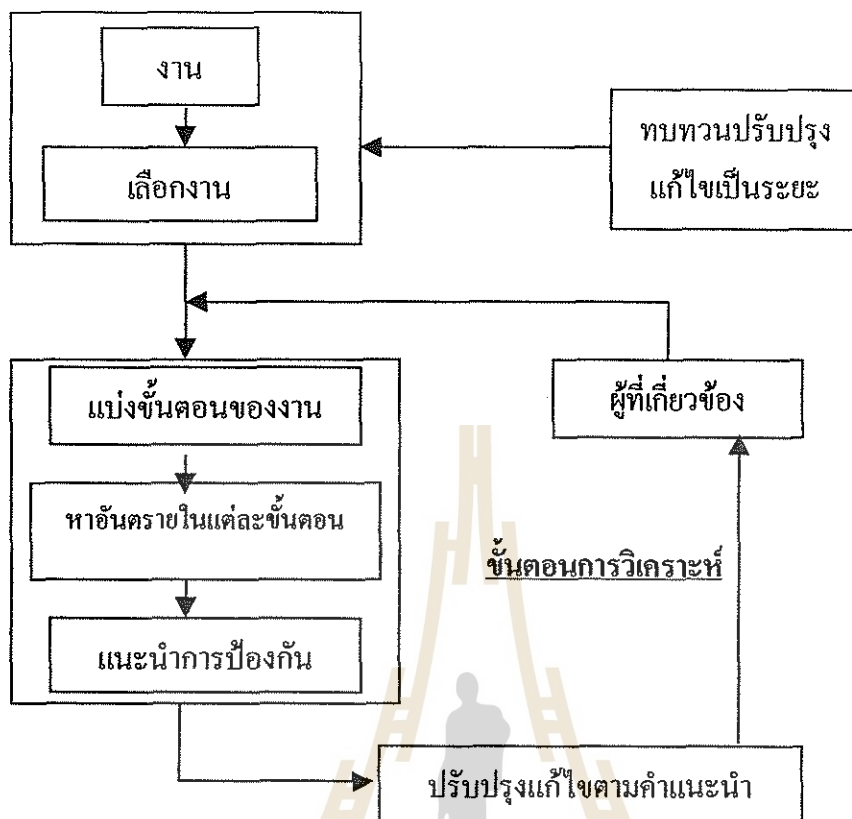 งาน
เลือกงาน
ทบทวนปรับปรุง
แก้ไขเป็นระยะ
แบ่งขั้นตอนของงาน
ผู้ที่เกี่ยวข้อง
หาอันตรายในแต่ละขั้นตอน
ขั้นตอนการวิเคราะห์
แนะนำการป้องกัน
ปรับปรุงแก้ไขตามคำแนะนำ